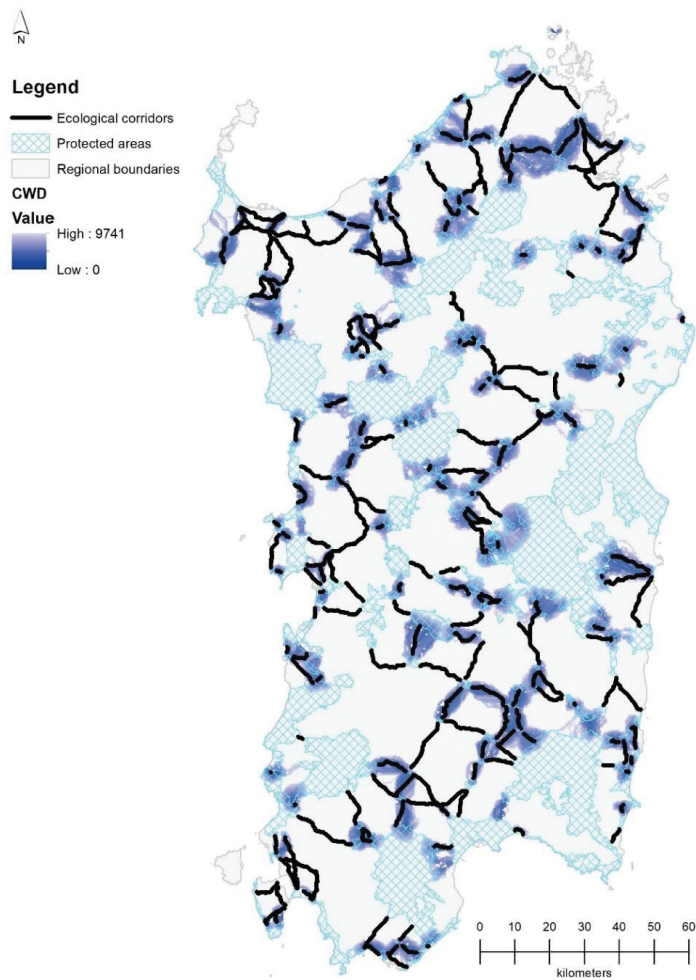 N
Legend
Ecological corridors
Protected areas
Regional boundaries
CWD
Value
High : 9741
Low : 0
0 10 20 30 40 50 60
kilometers